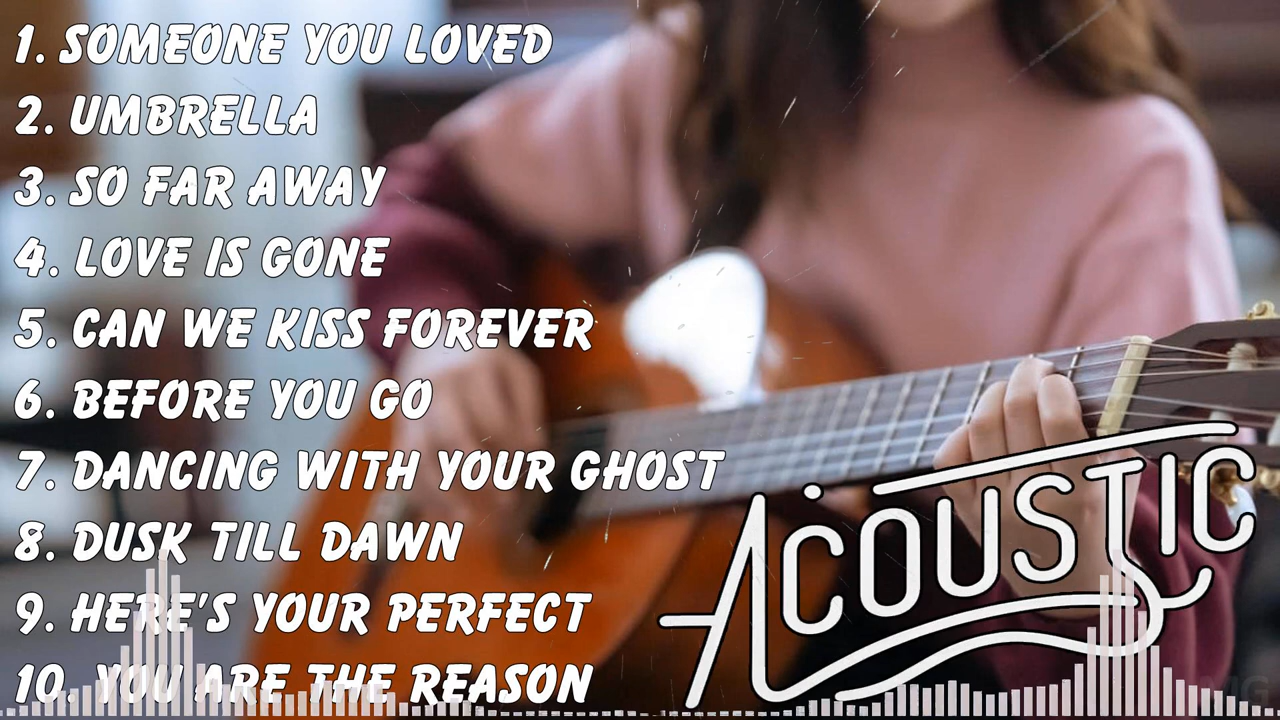 1. SOMEONE YOU LOVED
2. UMBRELLA
3. SO FAR AWAY
4. LOVE IS GONE
5. CAN WE KISS FOREVER
6. BEFORE YOU GO
7. DANCING WITH YOUR GHOST
8. DUSK TILL DAWN
9. HERE'S YOUR PERFECT
10. YOU ARE THE REASON
ACOUSTIC